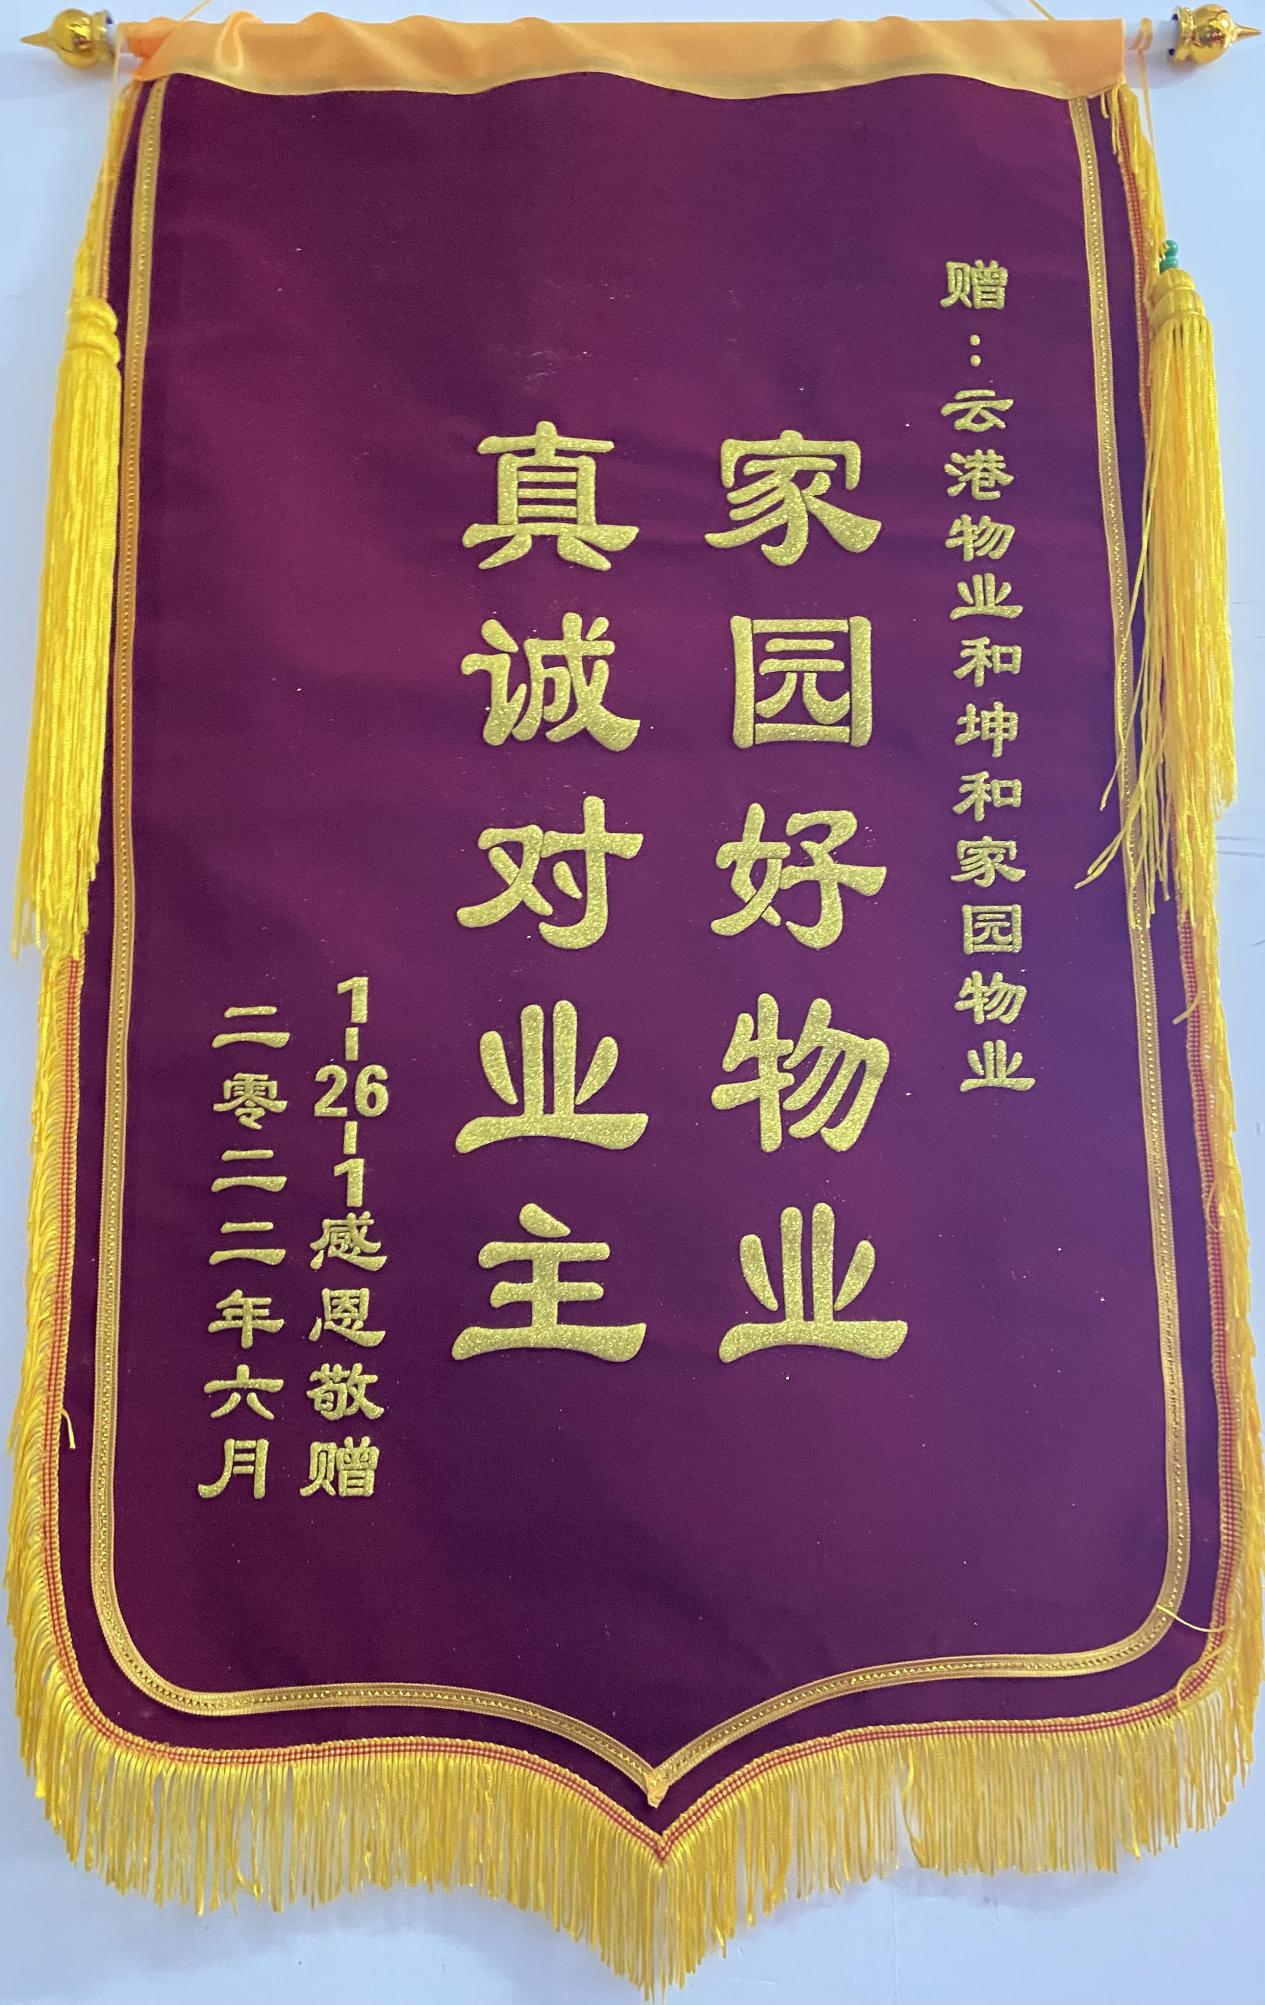 赠：云港物业和坤和家园物业
家园好物业
真诚对业主
1-26-1感恩敬赠
二零二二年六月